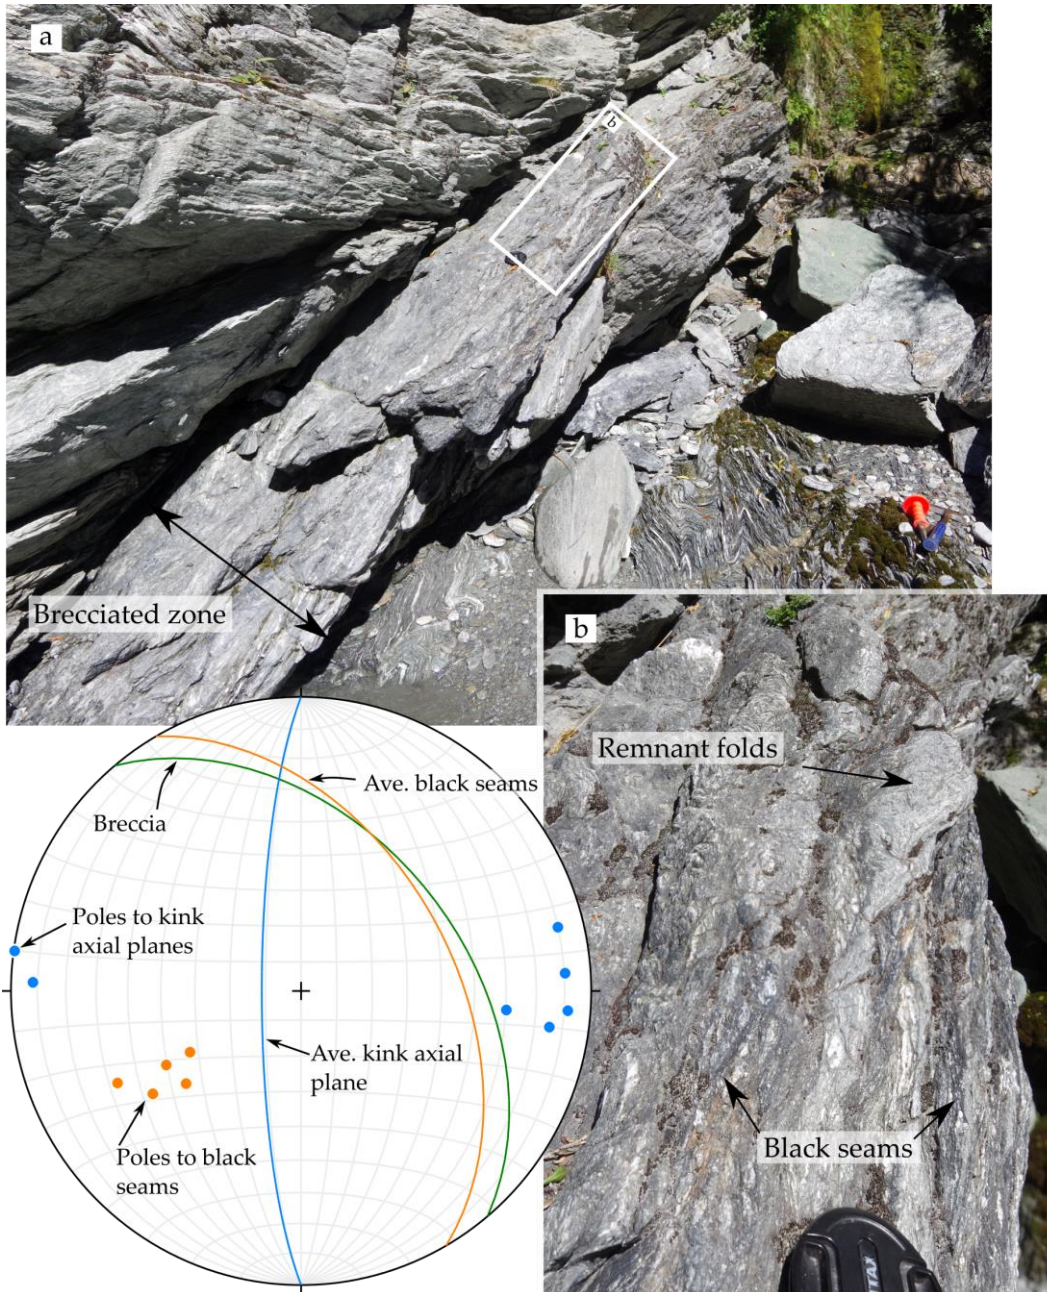 a
b
Brecciated zone
b
Remnant folds
Ave. black seams
Breccia
Poles to kink
axial planes
Ave. kink axial
plane
Black seams
Poles to black
seams